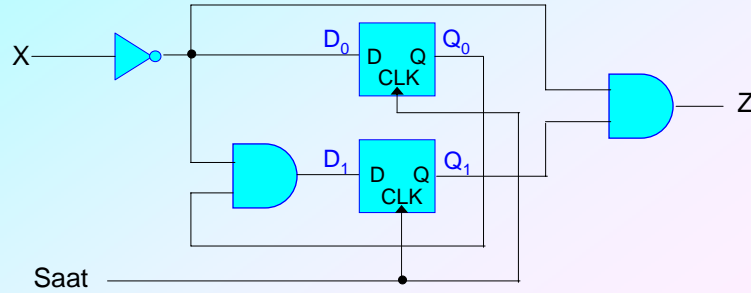 D₀ Q₀
X D Q
CLK
Z
D₁ Q₁
D Q
CLK
Saat